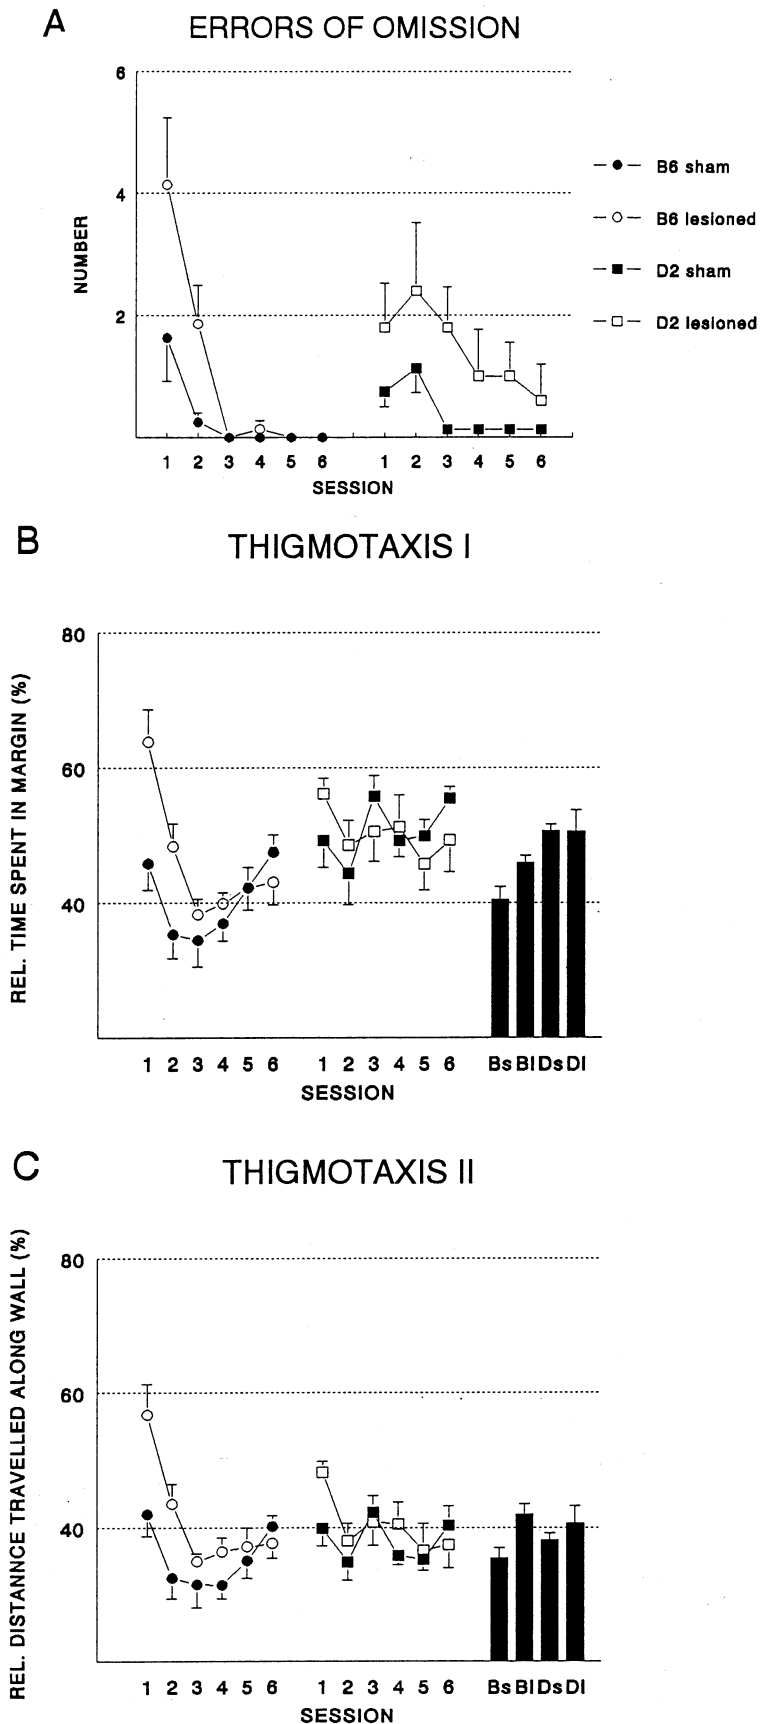 A
ERRORS OF OMISSION
6
4
2
NUMBER
B6 sham
B6 lesioned
D2 sham
D2 lesioned
1 2 3 4 5 6 1 2 3 4 5 6
SESSION
B
THIGMOTAXIS I
80
60
40
REL. TIME SPENT IN MARGIN (%)
1 2 3 4 5 6 1 2 3 4 5 6 Bs Bl Ds Dl
SESSION
C
THIGMOTAXIS II
80
60
40
REL. DISTANNCE TRAVELLED ALONG WALL (%)
1 2 3 4 5 6 1 2 3 4 5 6 Bs Bl Ds Dl
SESSION